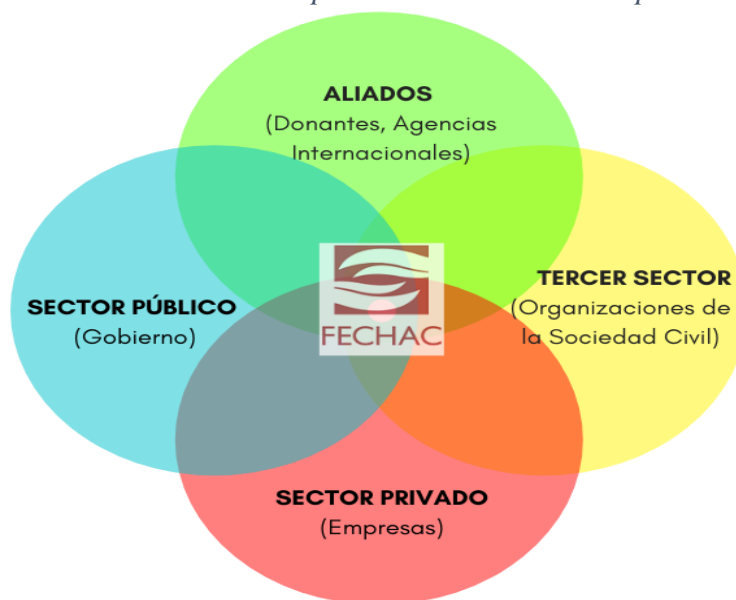 ALIADOS
(Donantes, Agencias
Internacionales)
SECTOR PÚBLICO
(Gobierno)
FECHAC
TERCER SECTOR
(Organizaciones de
la Sociedad Civil)
SECTOR PRIVADO
(Empresas)